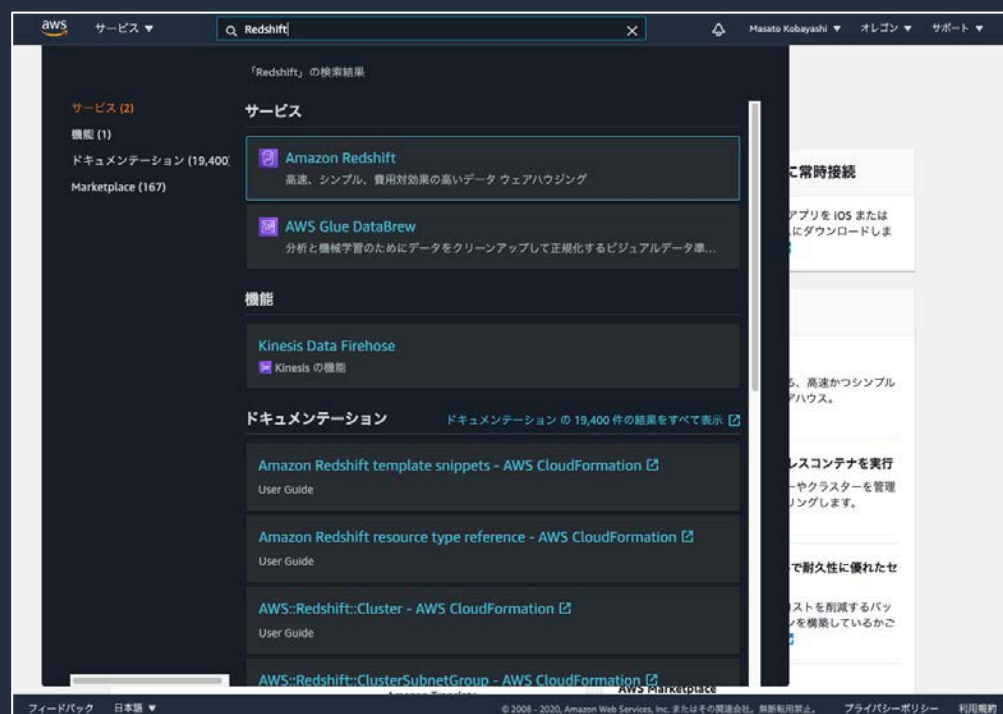 aws サービス ▼ Redshift × Masato Kobayashi ▼ オレゴン ▼ サポート ▼
「Redshift」の検索結果
サービス (2)
機能 (1)
ドキュメンテーション (19,400
Marketplace (167)
サービス
Amazon Redshift
高速、シンプル、費用対効果の高いデータ ウェアハウジング
AWS Glue DataBrew
分析と機械学習のためにデータをクリーンアップして正規化するビジュアルデータ準...
機能
Kinesis Data Firehose
Kinesis の機能
ドキュメンテーション
ドキュメンテーション の 19,400 件の結果をすべて表示
Amazon Redshift template snippets - AWS CloudFormation
User Guide
Amazon Redshift resource type reference - AWS CloudFormation
User Guide
AWS::Redshift::Cluster - AWS CloudFormation
User Guide
AWS::Redshift::ClusterSubnetGroup - AWS CloudFormation
に常時接続
アプリを iOS または
にダウンロードしま
る、高速かつシンプル
アハウス。
レスコンテナを実行
ーやクラスターを管理
リングします。
で耐久性に優れたセ
コストを削減するバッ
ンを構築しているかご
AWS Marketplace
フィードバック 日本語 ▼ © 2008 - 2020, Amazon Web Services, Inc. またはその関連会社。無断転用禁止。 プライバシーポリシー 利用規約